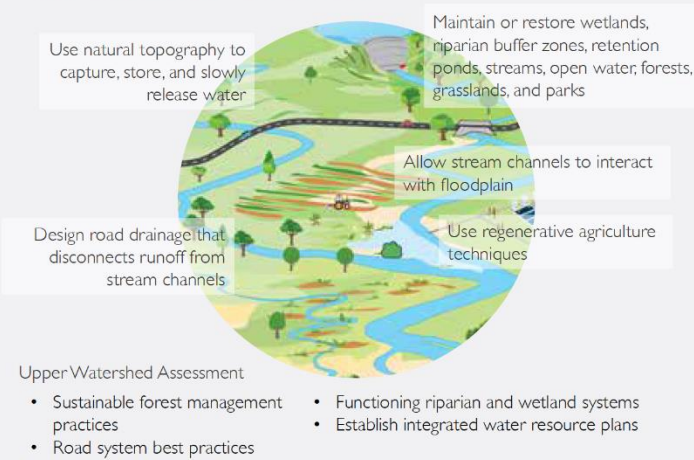 Use natural topography to
capture, store, and slowly
release water
Maintain or restore wetlands,
riparian buffer zones, retention
ponds, streams, open water, forests,
grasslands, and parks
Allow stream channels to interact
with floodplain
Design road drainage that
disconnects runoff from
stream channels
Use regenerative agriculture
techniques
Upper Watershed Assessment
• Sustainable forest management
practices
• Road system best practices
• Functioning riparian and wetland systems
• Establish integrated water resource plans